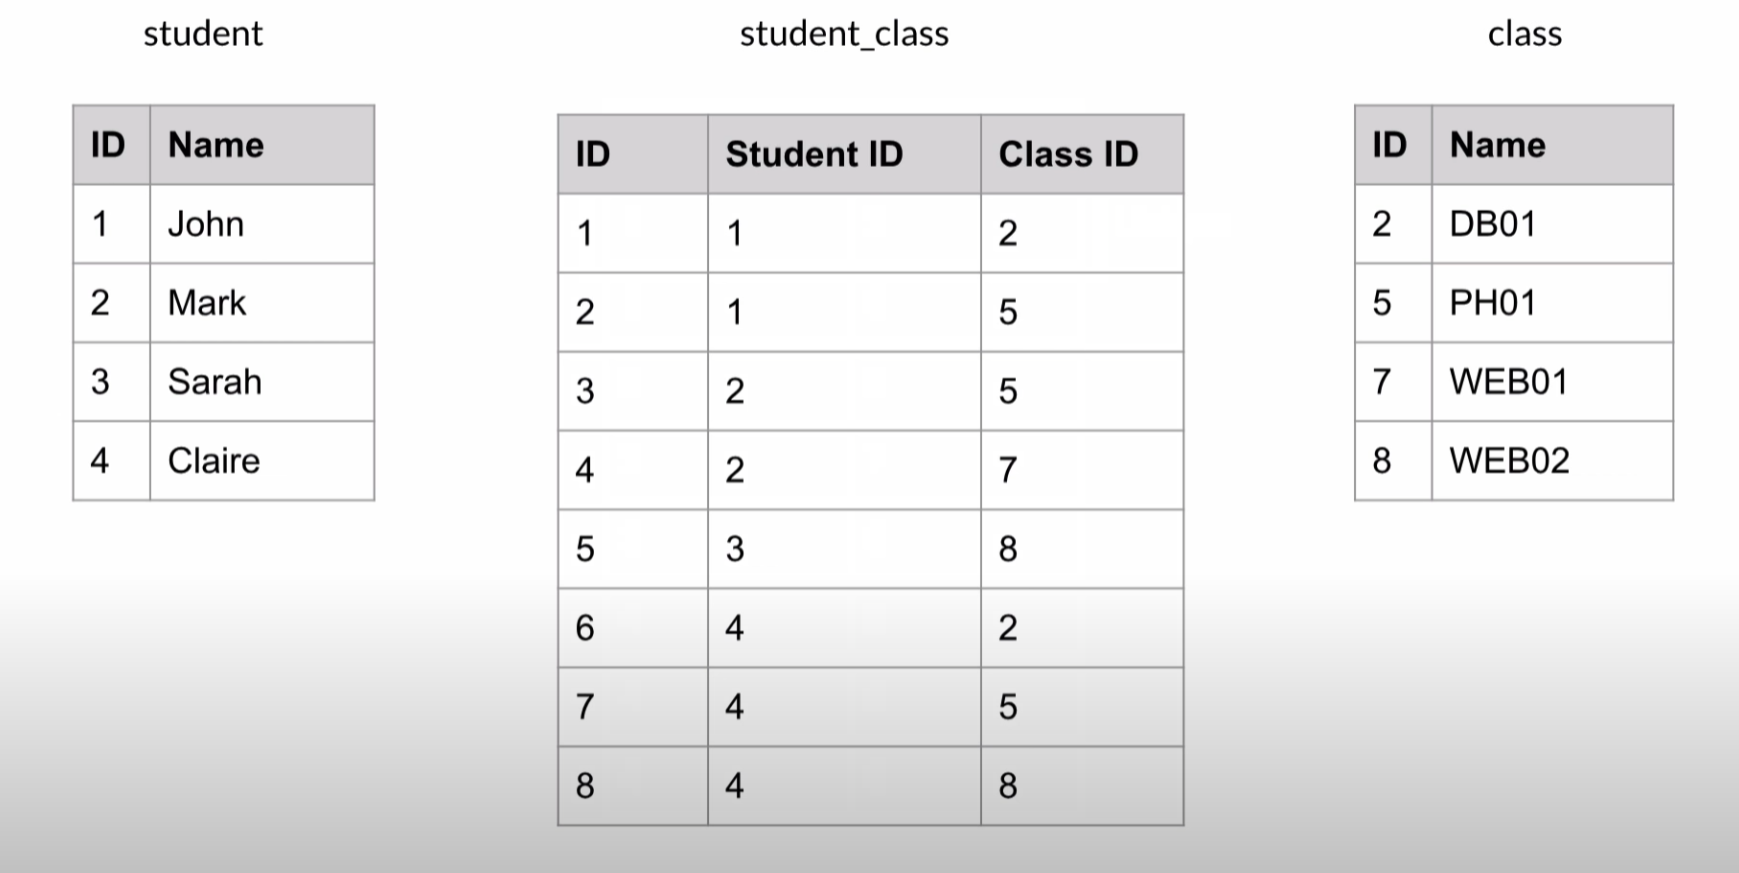 student
ID Name
1 John
2 Mark
3 Sarah
4 Claire
student_class
ID Student ID Class ID
1 1 2
2 1 5
3 2 5
4 2 7
5 3 8
6 4 2
7 4 5
8 4 8
class
ID Name
2 DB01
5 PH01
7 WEB01
8 WEB02